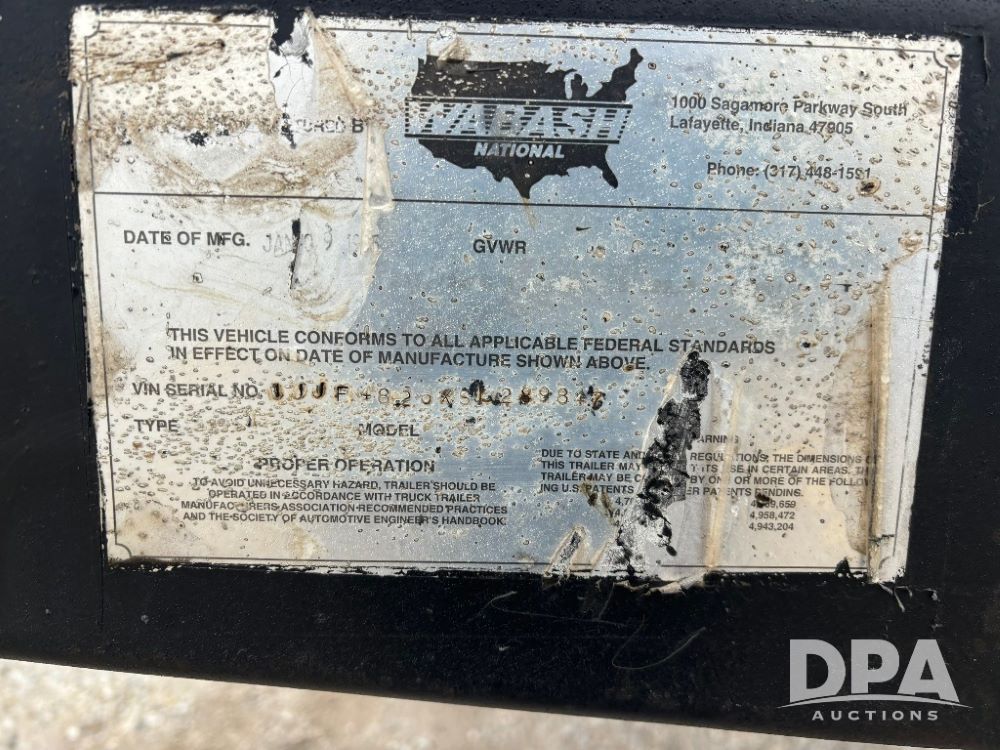 WABASH
NATIONAL
1000 Sagamore Parkway South
Lafayette, Indiana 47905
Phone: (317) 448-1591
DATE OF MFG. JAN
GVWR
THIS VEHICLE CONFORMS TO ALL APPLICABLE FEDERAL STANDARDS
IN EFFECT ON DATE OF MANUFACTURE SHOWN ABOVE.
VIN SERIAL NO.
TYPE
MODEL
PROPER OPERATION
TO AVOID UNNECESSARY HAZARD, TRAILER SHOULD BE
OPERATED IN ACCORDANCE WITH TRUCK TRAILER
MANUFACTURERS ASSOCIATION RECOMMENDED PRACTICES
AND THE SOCIETY OF AUTOMOTIVE ENGINEER'S HANDBOOK.
DUE TO STATE AND REGULATIONS, THE DIMENSIONS
THIS TRAILER MAY USE IN CERTAIN AREAS.
TRAILER MAY BE BY ONE OR MORE OF THE
ING U.S. PATENTS PATENTS PENDING.
4,958,472
4,943,204
DPA
AUCTIONS